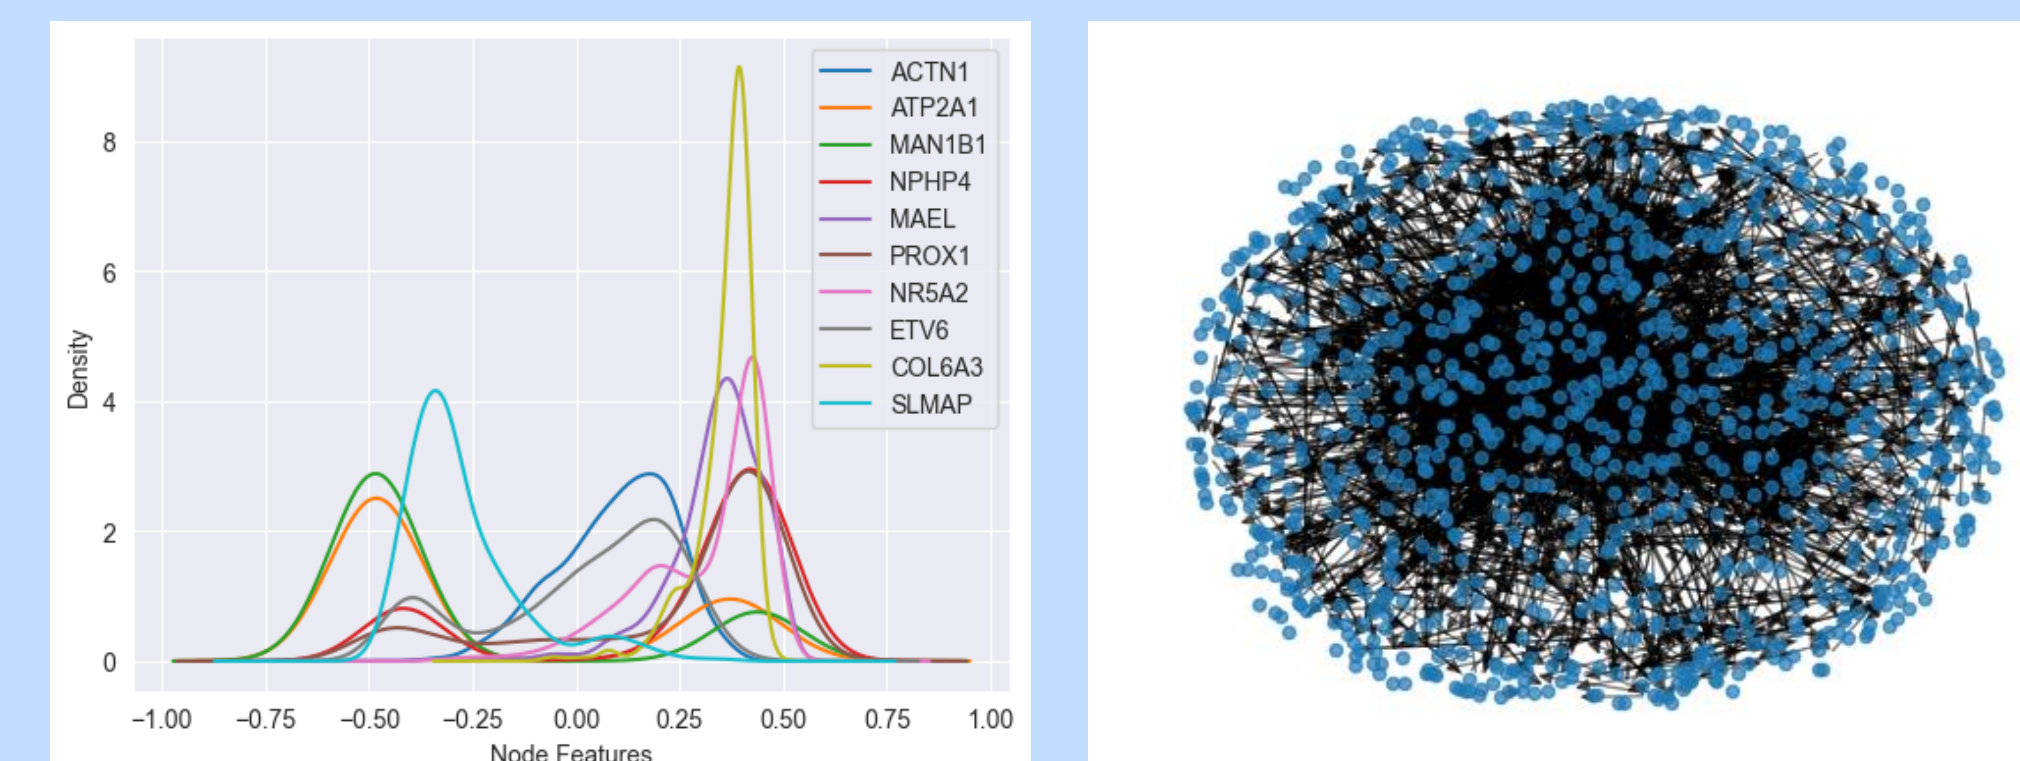 ACTN1
ATP2A1
MAN1B1
NPHP4
MAEL
PROX1
NR5A2
ETV6
COL6A3
SLMAP
8
6
4
2
0
Density
−1.00 −0.75 −0.50 −0.25 0.00 0.25 0.50 0.75 1.00
Node Features